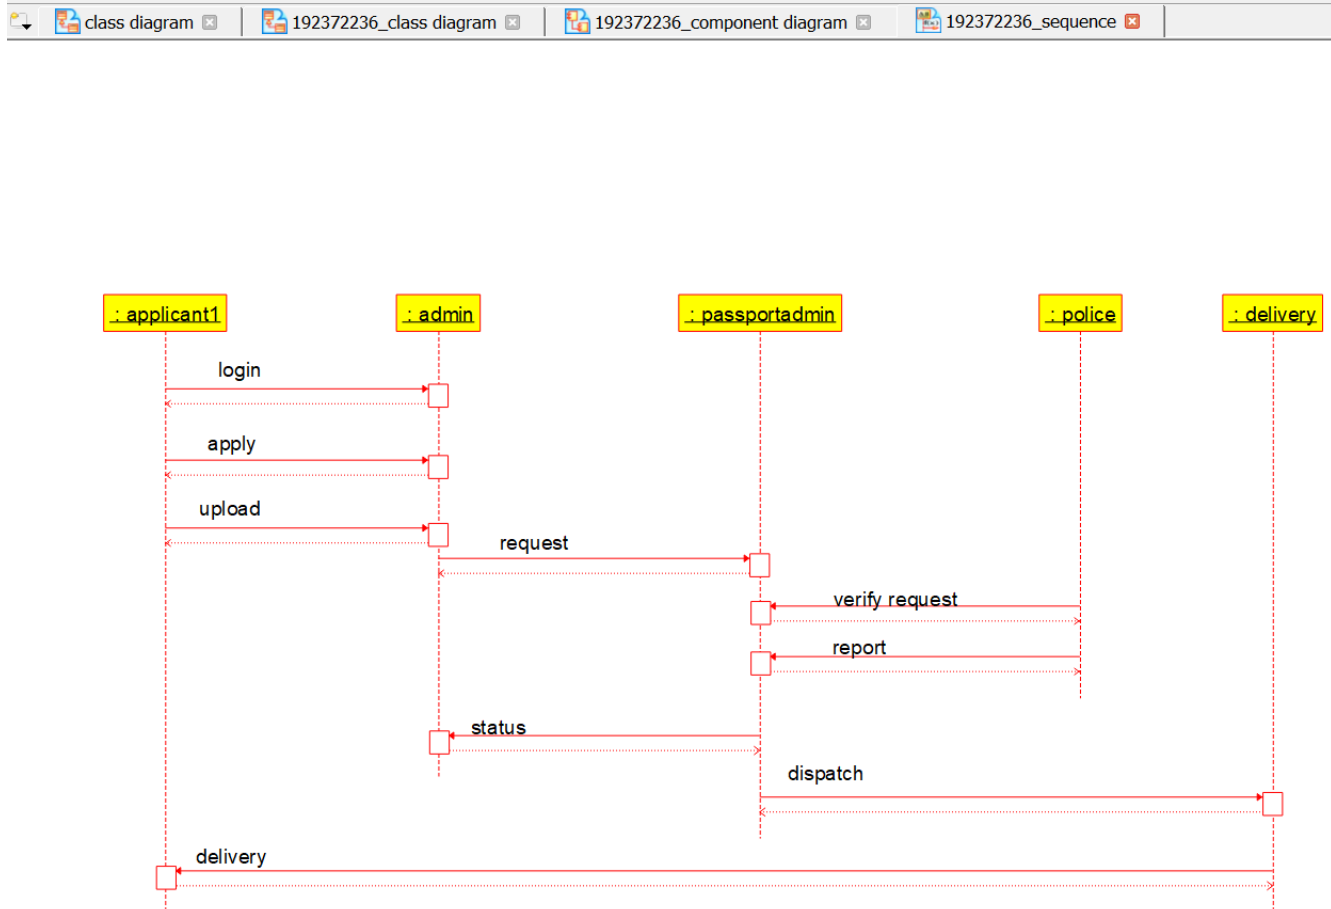 class diagram 192372236_class diagram 192372236_component diagram 192372236_sequence
: applicant1 : admin : passportadmin : police : delivery
login
apply
upload
request
verify request
report
status
dispatch
delivery